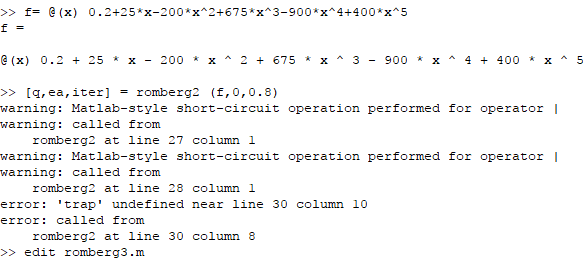 >> f= @(x) 0.2+25*x-200*x^2+675*x^3-900*x^4+400*x^5
f =
@(x) 0.2 + 25 * x - 200 * x ^ 2 + 675 * x ^ 3 - 900 * x ^ 4 + 400 * x ^ 5
>> [q,ea,iter] = romberg2 (f,0,0.8)
warning: Matlab-style short-circuit operation performed for operator |
warning: called from
    romberg2 at line 27 column 1
warning: Matlab-style short-circuit operation performed for operator |
warning: called from
    romberg2 at line 28 column 1
error: 'trap' undefined near line 30 column 10
error: called from
    romberg2 at line 30 column 8
>> edit romberg3.m